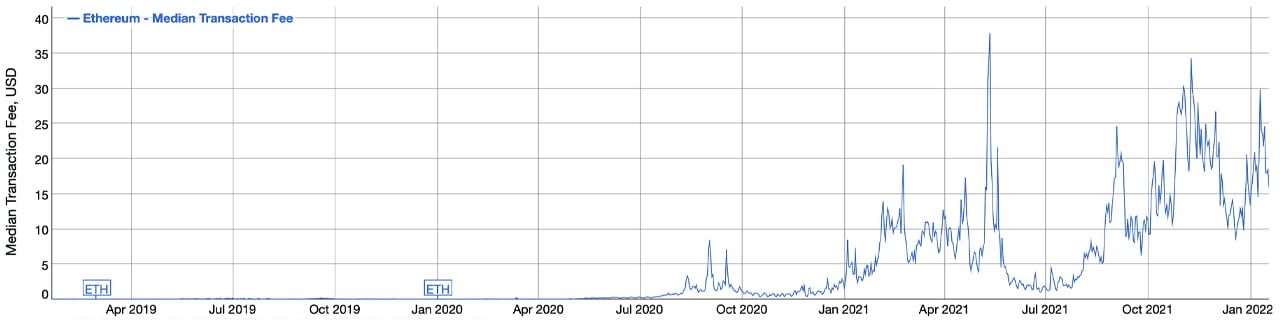 Ethereum - Median Transaction Fee
Median Transaction Fee, USD
40
35
30
25
20
15
10
5
0
ETH
ETH
Apr 2019
Jul 2019
Oct 2019
Jan 2020
Apr 2020
Jul 2020
Oct 2020
Jan 2021
Apr 2021
Jul 2021
Oct 2021
Jan 2022